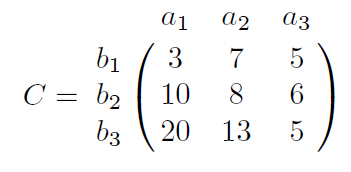 a₁ a₂ a₃
b₁ 3 7 5
C = b₂ 10 8 6
b₃ 20 13 5